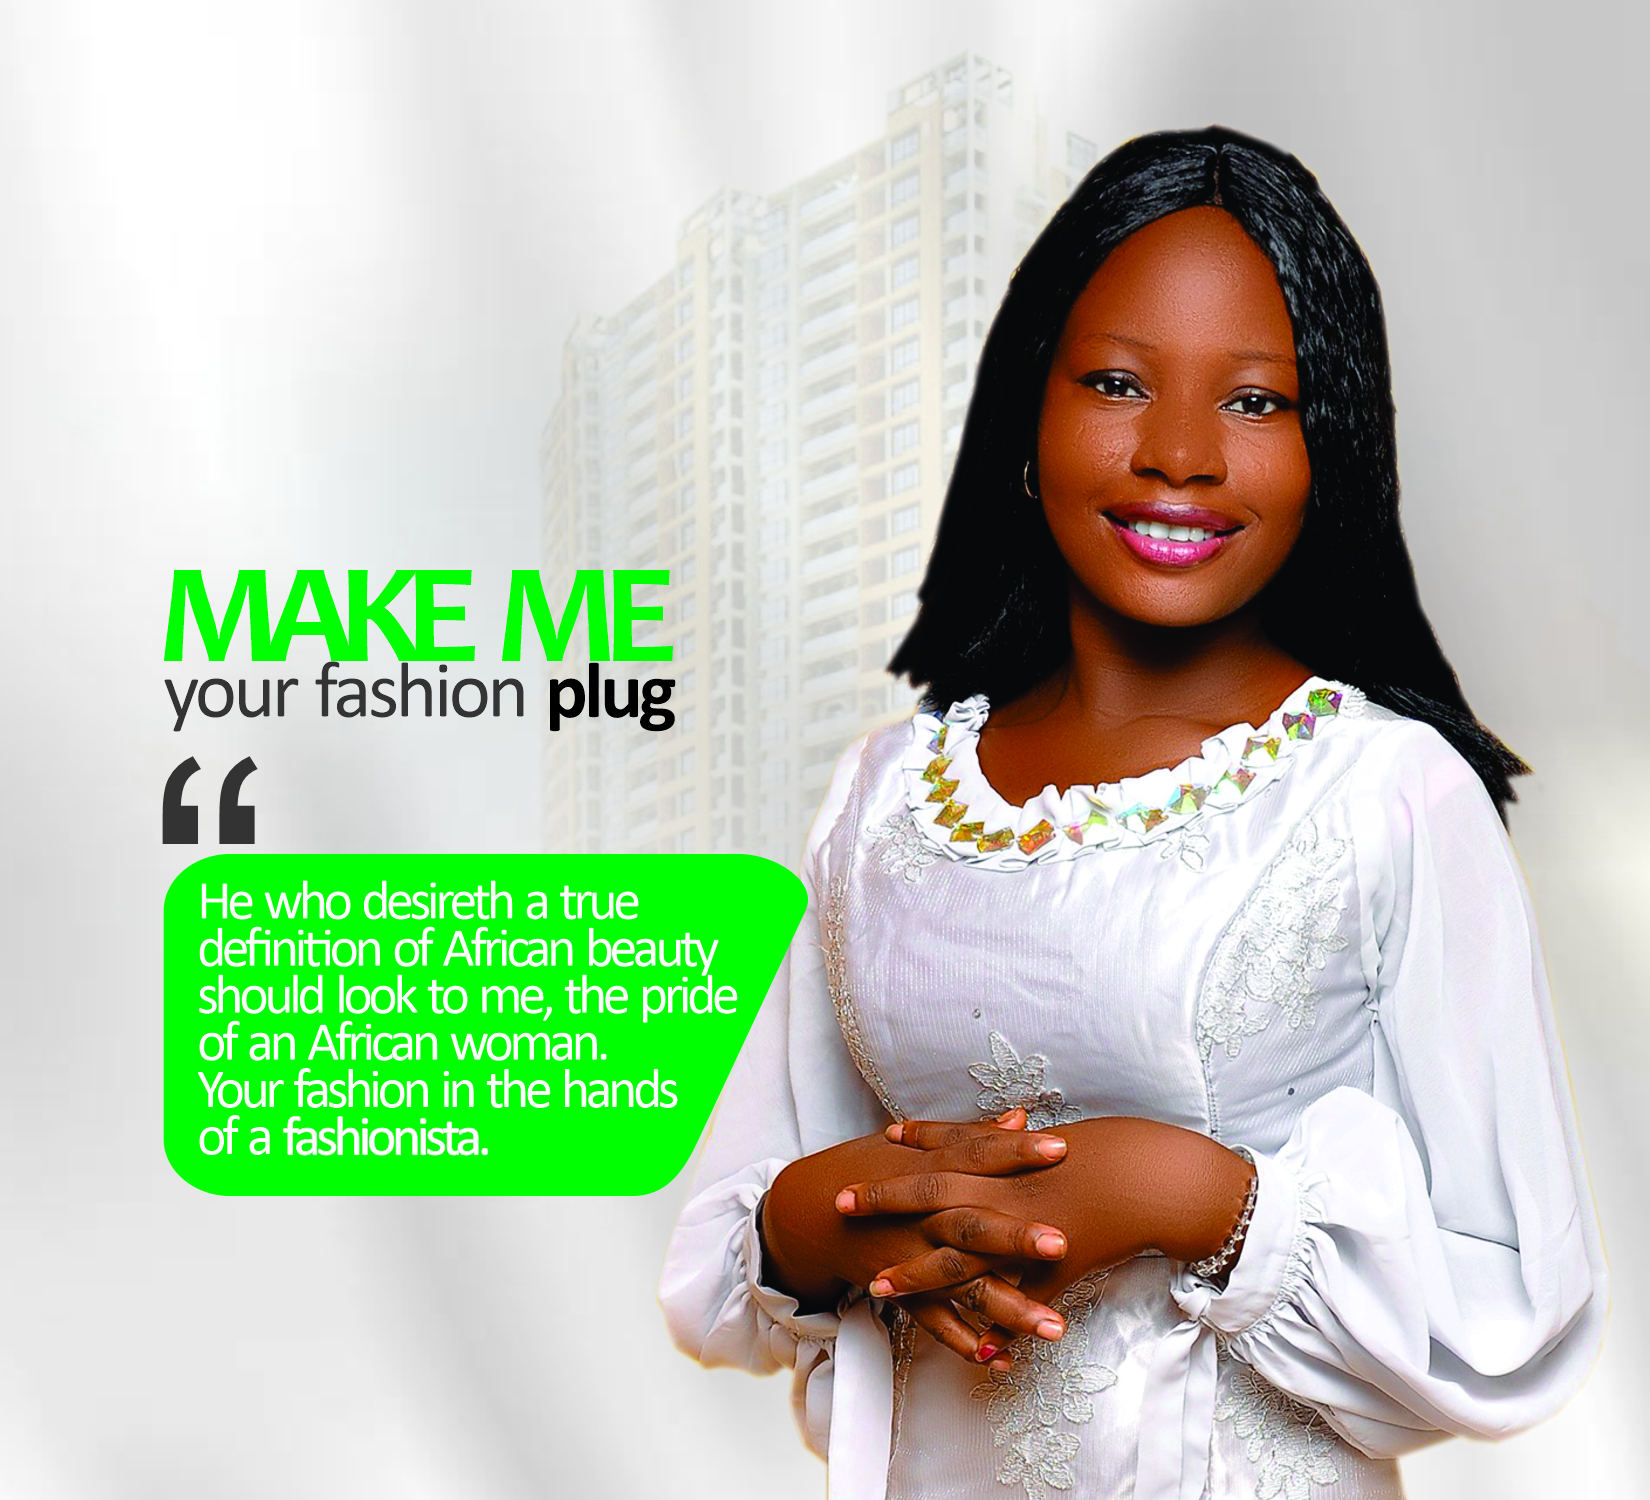 MAKE ME
your fashion plug
“
He who desireth a true
definition of African beauty
should look to me, the pride
of an African woman.
Your fashion in the hands
of a fashionista.